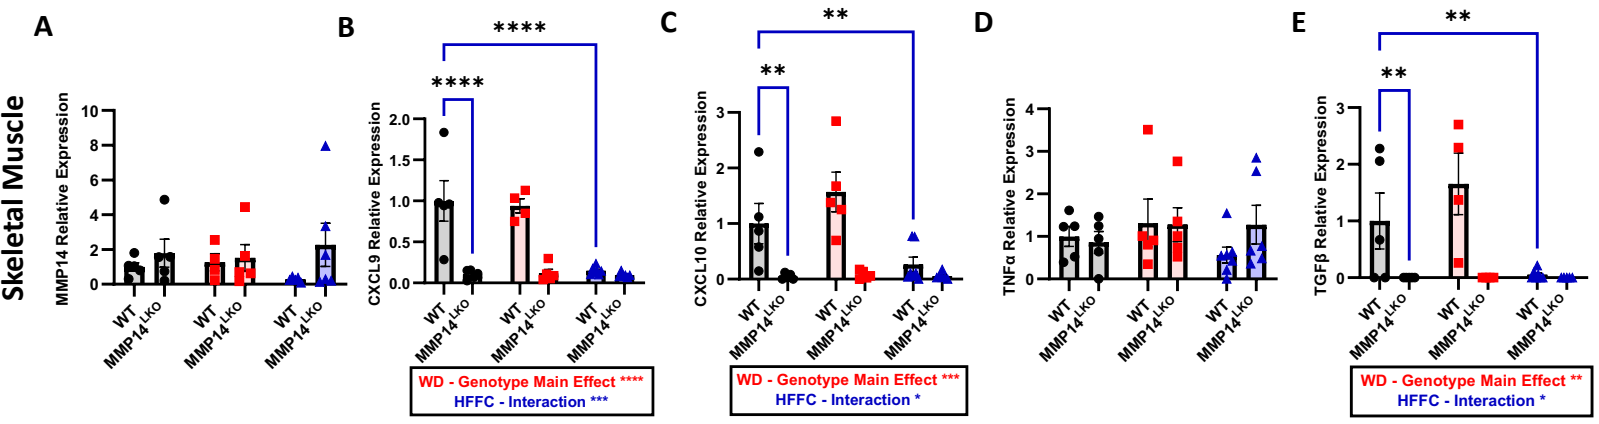 Skeletal Muscle
A
MMP14 Relative Expression
10
8
6
4
2
0
WT
MMP14LKO
WT
MMP14LKO
WT
MMP14LKO
B
****
****
CXCL9 Relative Expression
2.0
1.5
1.0
0.5
0.0
WT
MMP14LKO
WT
MMP14LKO
WT
MMP14LKO
WD - Genotype Main Effect ****
HFFC - Interaction ***
C
**
**
CXCL10 Relative Expression
3
2
1
0
WT
MMP14LKO
WT
MMP14LKO
WT
MMP14LKO
WD - Genotype Main Effect ***
HFFC - Interaction *
D
TNFα Relative Expression
4
3
2
1
0
WT
MMP14LKO
WT
MMP14LKO
WT
MMP14LKO
E
**
**
TGFβ Relative Expression
3
2
1
0
WT
MMP14LKO
WT
MMP14LKO
WT
MMP14LKO
WD - Genotype Main Effect **
HFFC - Interaction *